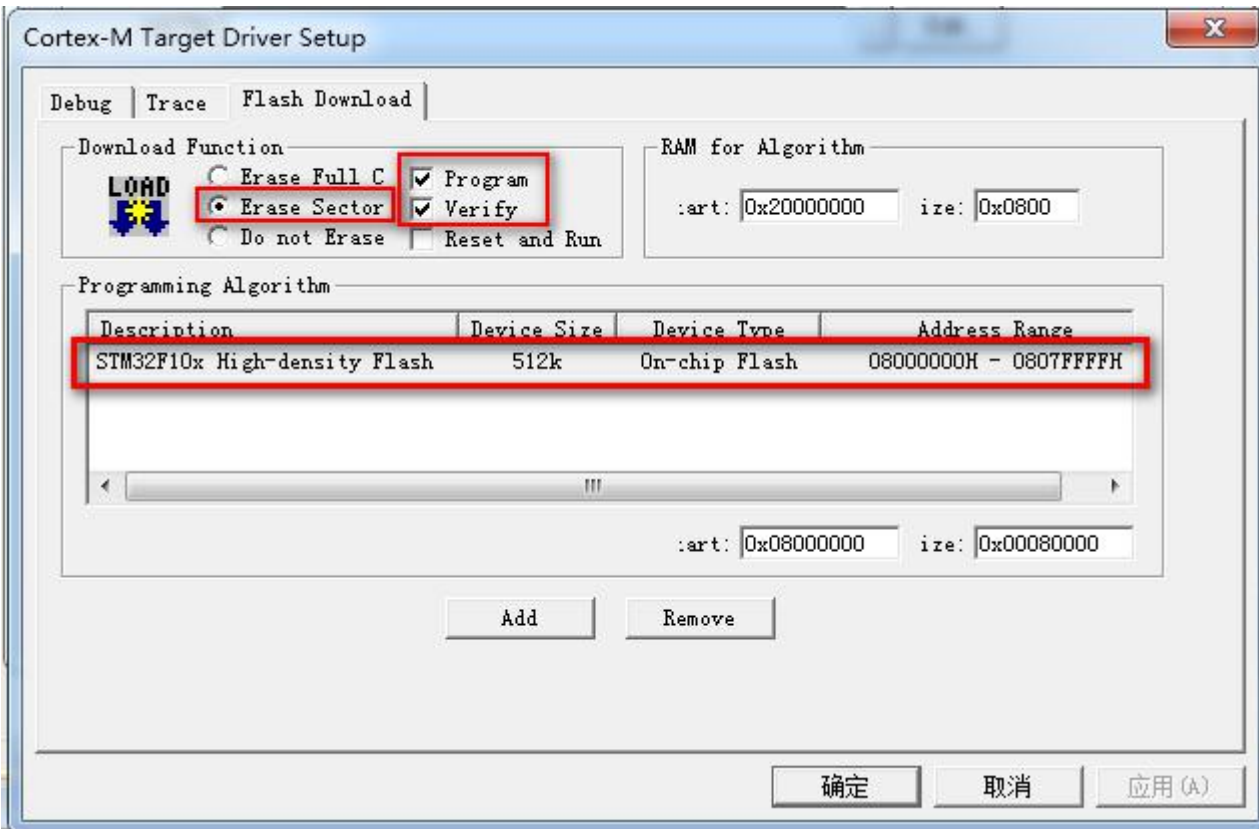 Cortex-M Target Driver Setup
Debug Trace Flash Download
Download Function
LOAD
Erase Full C
Erase Sector
Do not Erase
Program
Verify
Reset and Run
RAM for Algorithm
:art: 0x20000000 ize: 0x0800
Programming Algorithm
Description Device Size Device Type Address Range
STM32F10x High-density Flash 512k On-chip Flash 08000000H - 0807FFFFH
:art: 0x08000000 ize: 0x00080000
Add Remove
确定 取消 应用(A)